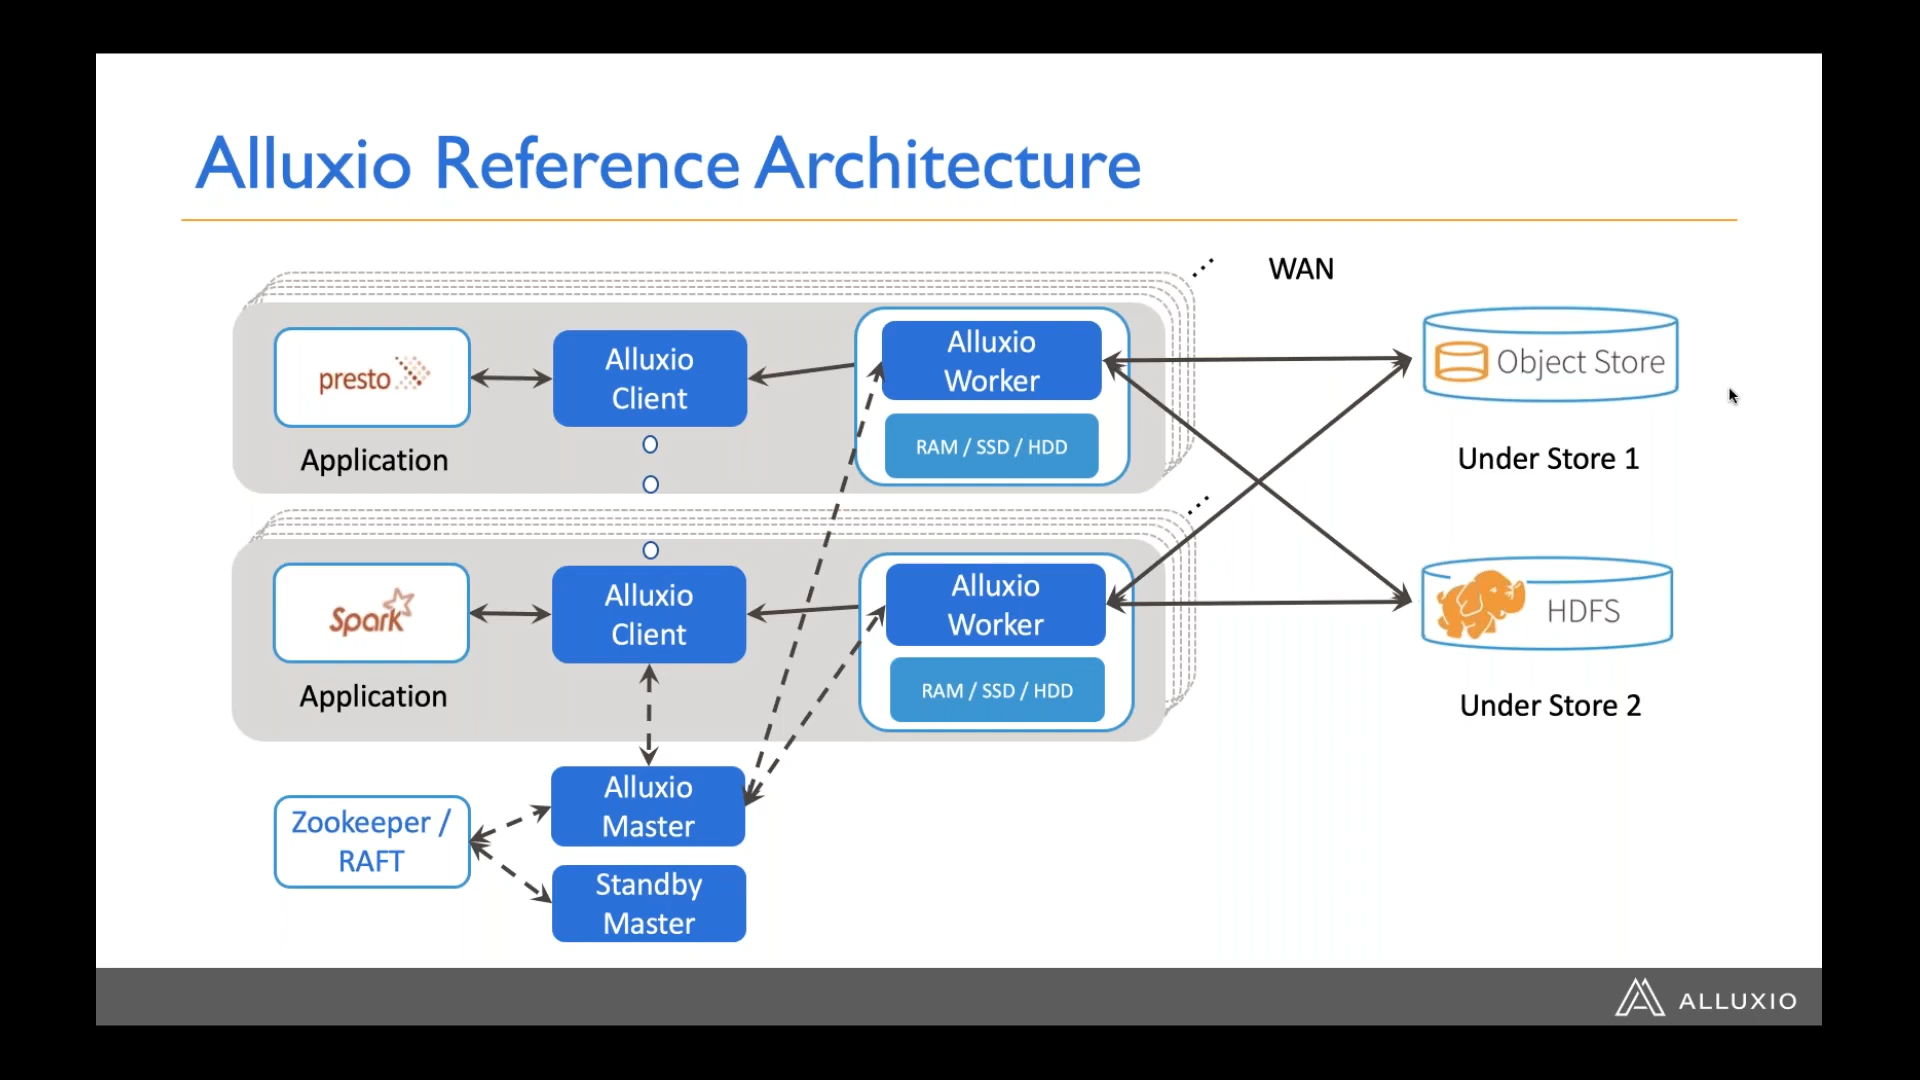 Alluxio Reference Architecture
WAN
presto
Application
Alluxio
Client
Alluxio
Worker
RAM / SSD / HDD
Object Store
Under Store 1
Spark
Application
Alluxio
Client
Alluxio
Worker
RAM / SSD / HDD
HDFS
Under Store 2
Zookeeper /
RAFT
Alluxio
Master
Standby
Master
ALLUXIO